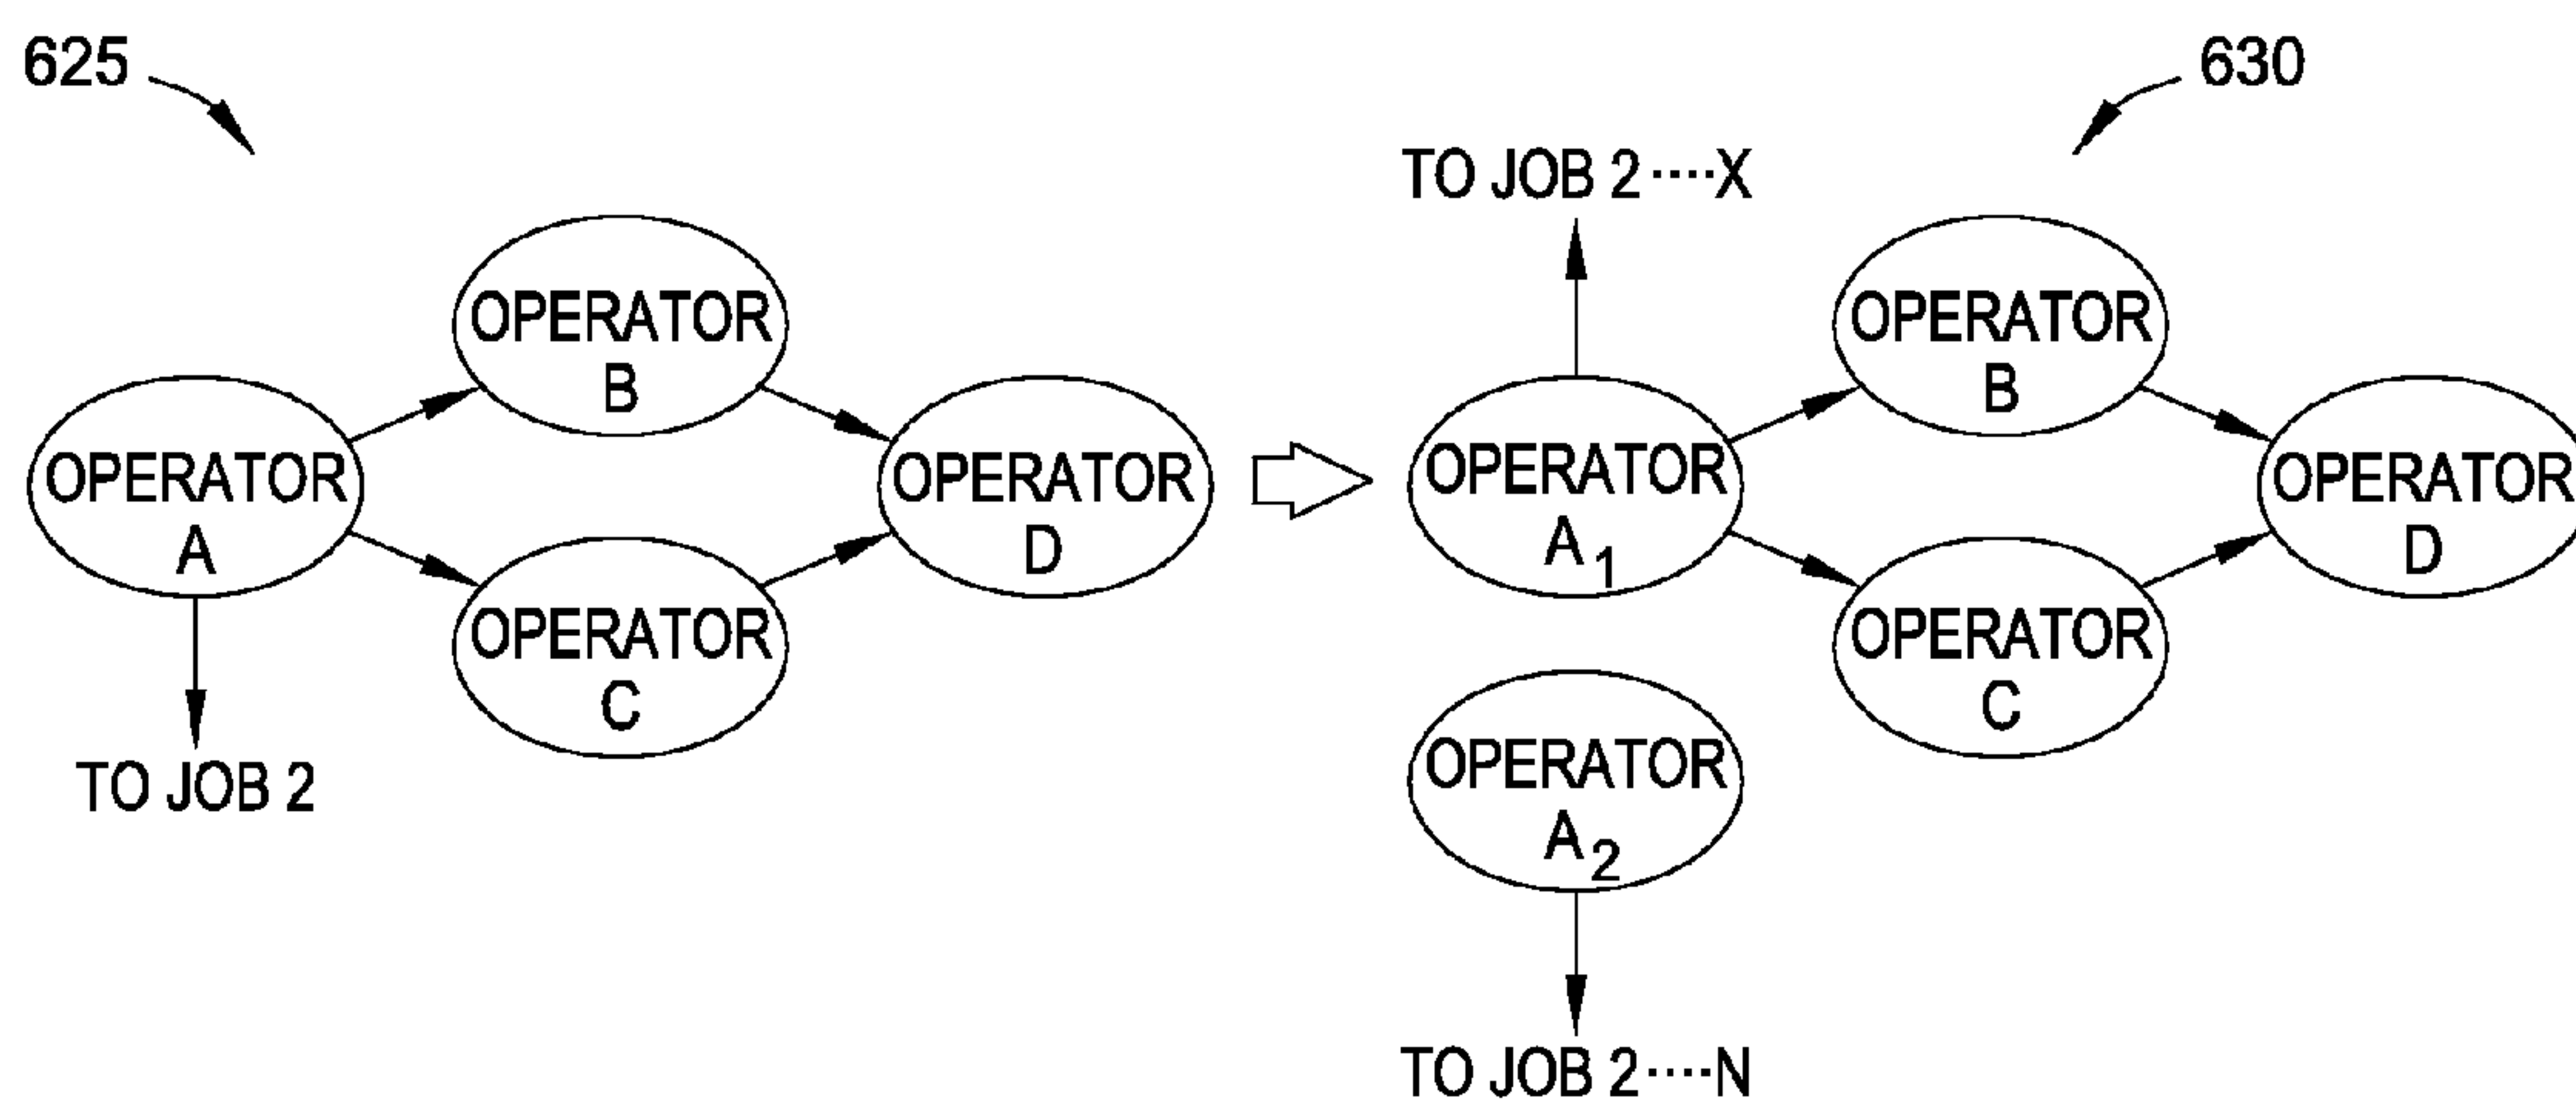 625
630
TO JOB 2····X
OPERATOR
B
OPERATOR
B
OPERATOR
A
OPERATOR
D
OPERATOR
A1
OPERATOR
D
OPERATOR
C
OPERATOR
C
TO JOB 2
OPERATOR
A2
TO JOB 2····N